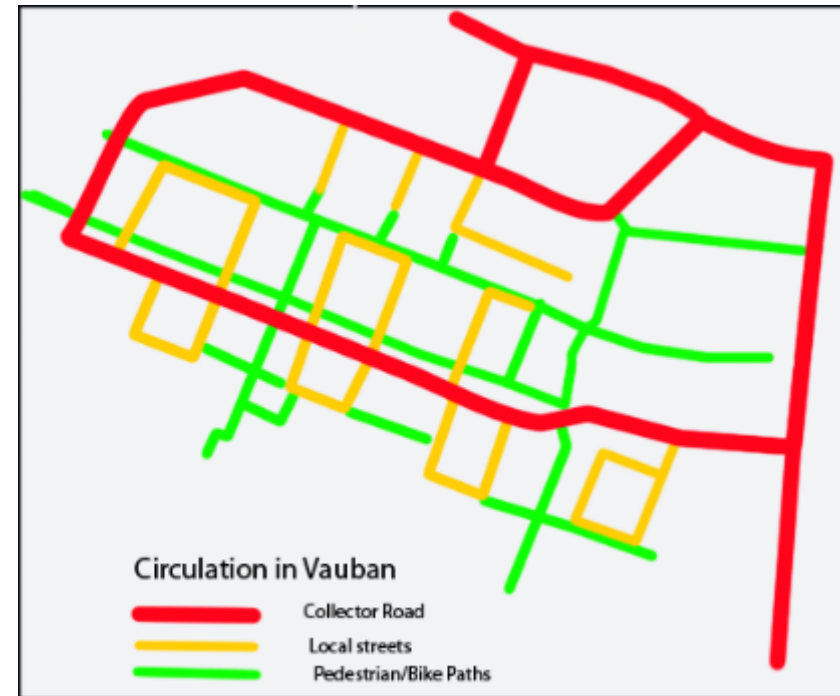 Circulation in Vauban
Collector Road
Local streets
Pedestrian/Bike Paths